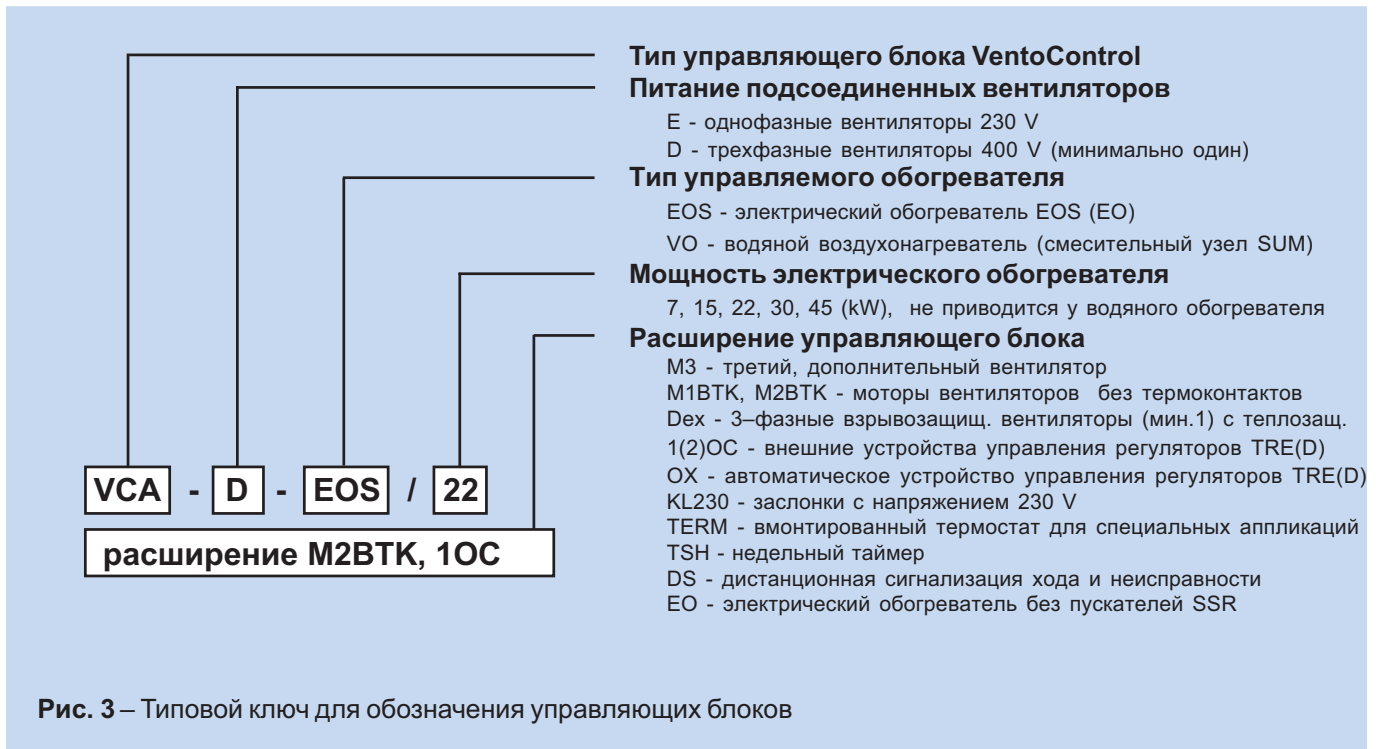 Тип управляющего блока VentoControl
Питание подсоединенных вентиляторов
E - однофазные вентиляторы 230 V
D - трехфазные вентиляторы 400 V (минимально один)
Тип управляемого обогревателя
EOS - электрический обогреватель EOS (EO)
VO - водяной воздухонагреватель (смесительный узел SUM)
Мощность электрического обогревателя
7, 15, 22, 30, 45 (kW), не приводится у водяного обогревателя
Расширение управляющего блока
M3 - третий, дополнительный вентилятор
M1BTK, M2BTK - моторы вентиляторов без термоконтактов
Dex - 3–фазные взрывозащищ. вентиляторы (мин.1) с теплозащ.
1(2)OC - внешние устройства управления регуляторов TRE(D)
OX - автоматическое устройство управления регуляторов TRE(D)
KL230 - заслонки с напряжением 230 V
TERM - вмонтированный термостат для специальных аппликаций
TSH - недельный таймер
DS - дистанционная сигнализация хода и неисправности
EO - электрический обогреватель без пускателей SSR
VCA - D - EOS / 22
расширение M2BTK, 1OC
Рис. 3 – Типовой ключ для обозначения управляющих блоков